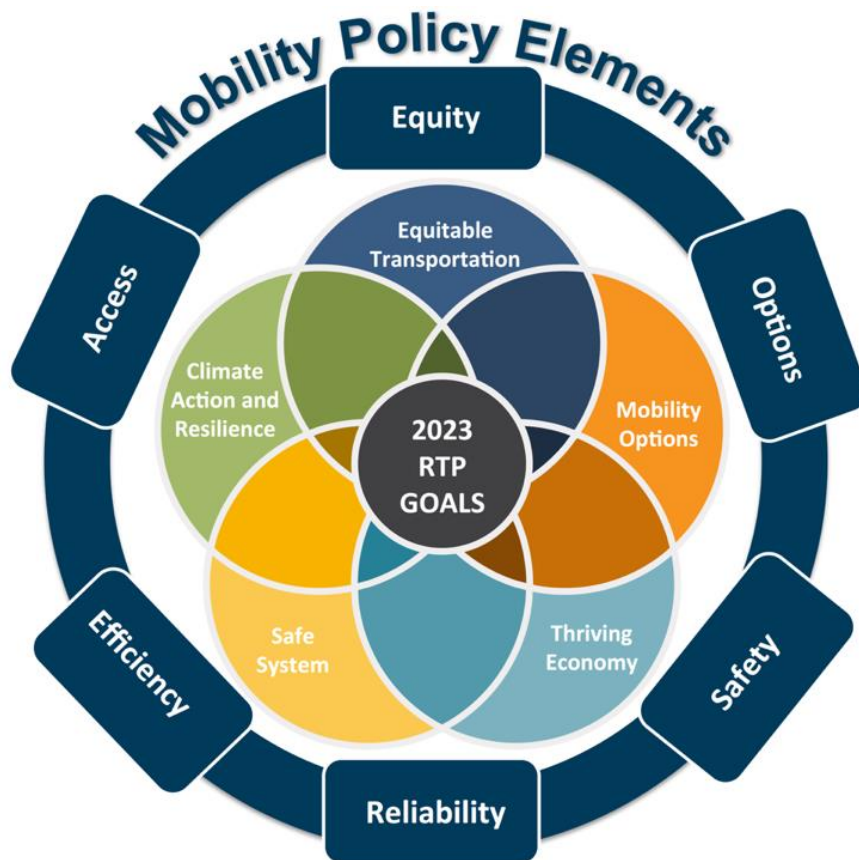 Mobility Policy Elements
Equity
Access
Options
Equitable
Transportation
Climate
Action and
Resilience
Mobility
Options
2023
RTP
GOALS
Safe
System
Thriving
Economy
Efficiency
Safety
Reliability